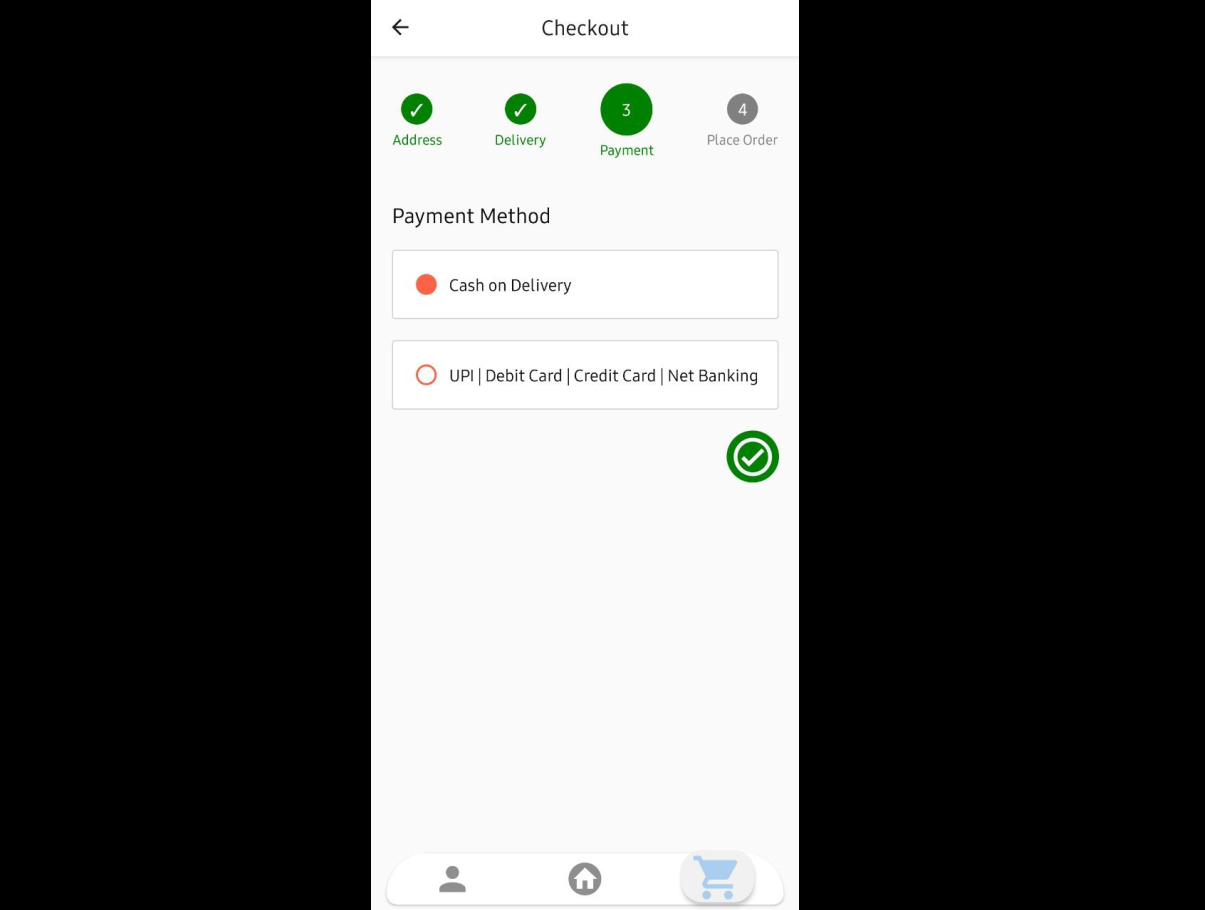 Checkout
3
4
Address
Delivery
Payment
Place Order
Payment Method
Cash on Delivery
UPI | Debit Card | Credit Card | Net Banking